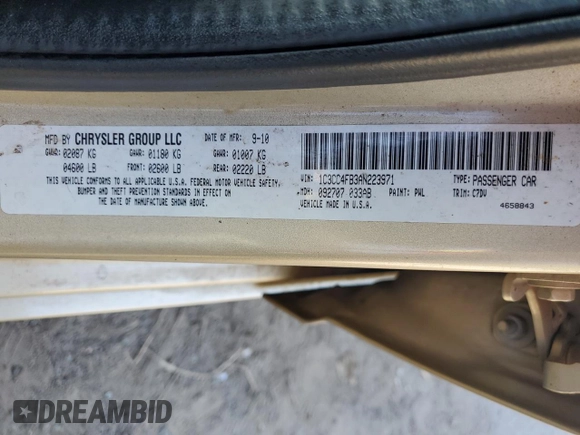 MFD BY CHRYSLER GROUP LLC DATE OF MFR: 9-10
GVWR: 02087 KG GAWR: 01180 KG GAWR: 01007 KG
04600 LB FRONT: 02600 LB REAR: 02220 LB
THIS VEHICLE CONFORMS TO ALL APPLICABLE U.S.A. FEDERAL MOTOR VEHICLE SAFETY,
BUMPER AND THEFT PREVENTION STANDARDS IN EFFECT ON
THE DATE OF MANUFACTURE SHOWN ABOVE.
VIN: 1C3CC4FB3AN223971 TYPE: PASSENGER CAR
MDH: 092707 033AB PAINT: PWL TRIM: C7DV
VEHICLE MADE IN U.S.A. 4658843
DREAMBID